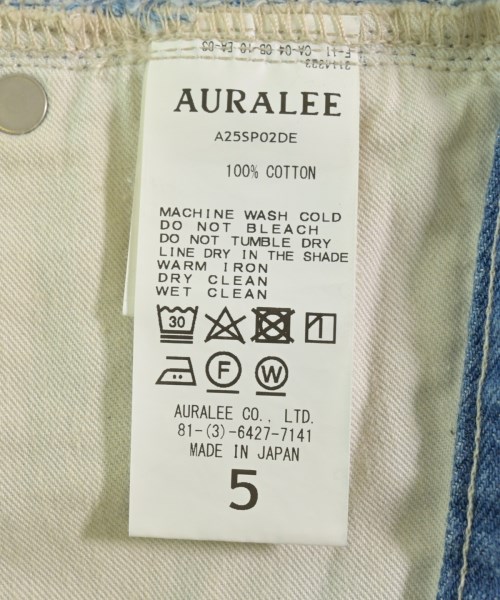 AURALEE
A25SP02DE
100% COTTON
MACHINE WASH COLD
DO NOT BLEACH
DO NOT TUMBLE DRY
LINE DRY IN THE SHADE
WARM IRON
DRY CLEAN
WET CLEAN
30
F W
AURALEE CO., LTD.
81-(3)-6427-7141
MADE IN JAPAN
5